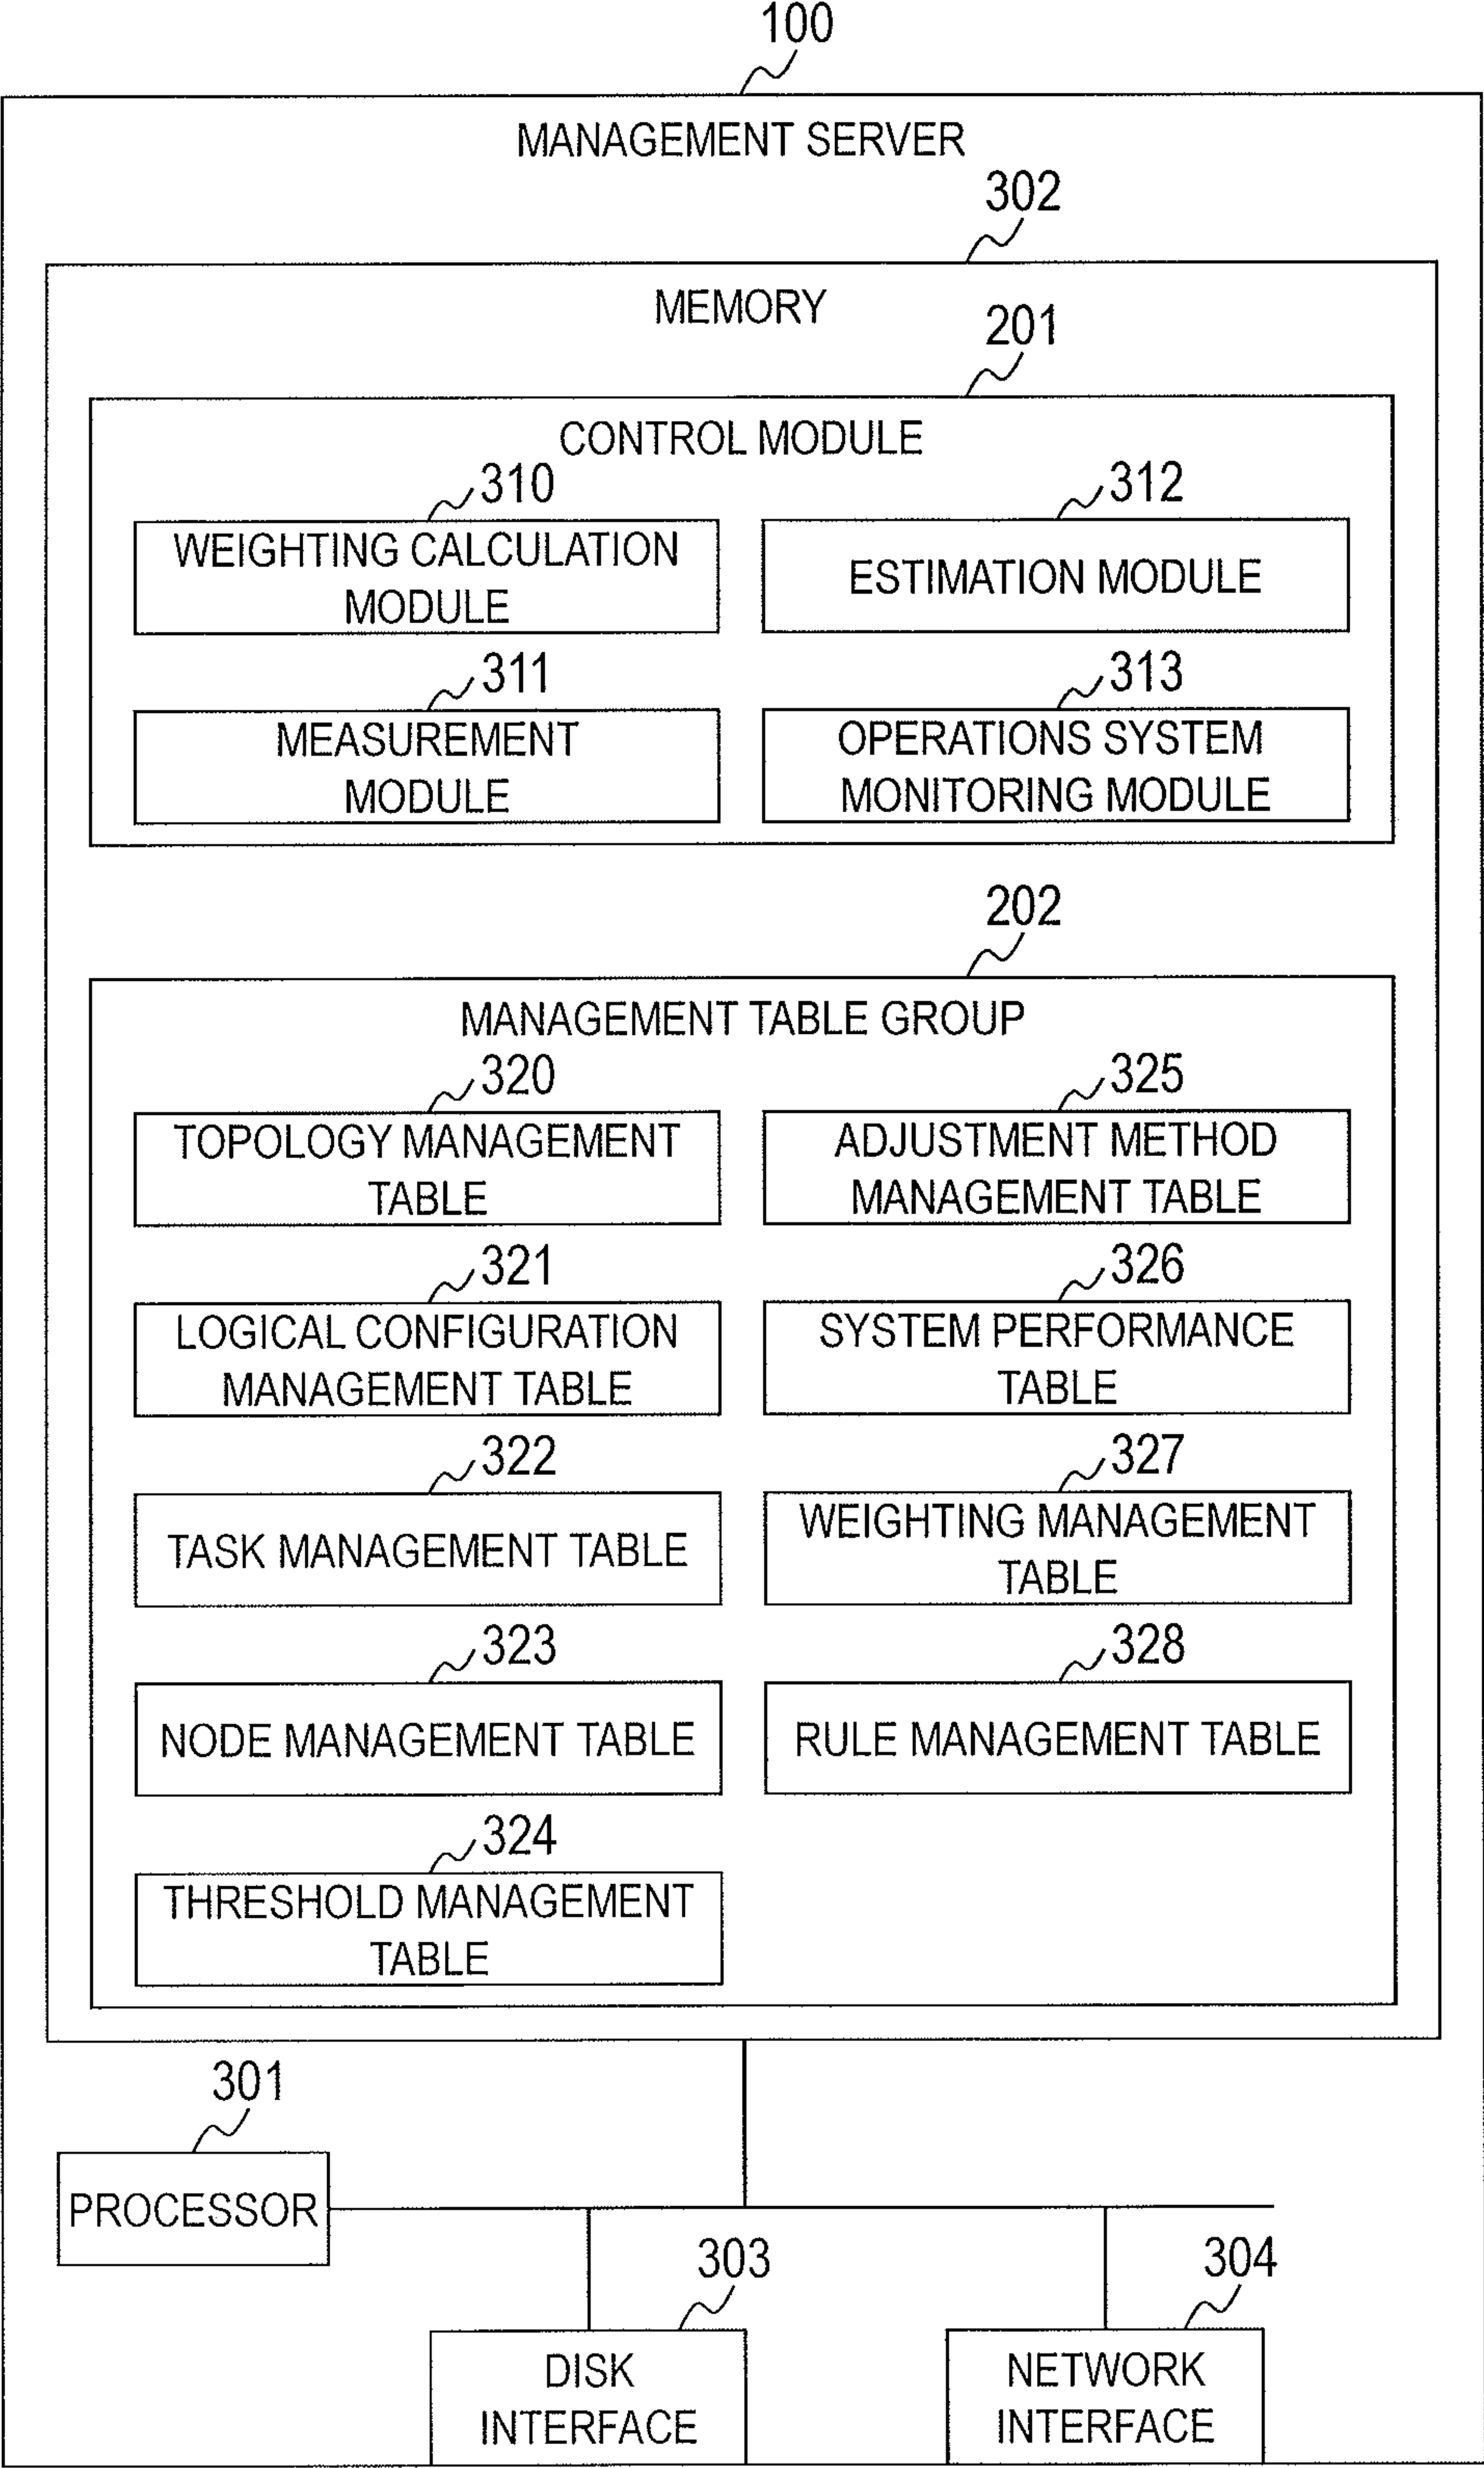 100
MANAGEMENT SERVER
302
MEMORY
201
CONTROL MODULE
310
WEIGHTING CALCULATION
MODULE
312
ESTIMATION MODULE
311
MEASUREMENT
MODULE
313
OPERATIONS SYSTEM
MONITORING MODULE
202
MANAGEMENT TABLE GROUP
320
TOPOLOGY MANAGEMENT
TABLE
325
ADJUSTMENT METHOD
MANAGEMENT TABLE
321
LOGICAL CONFIGURATION
MANAGEMENT TABLE
326
SYSTEM PERFORMANCE
TABLE
322
TASK MANAGEMENT TABLE
327
WEIGHTING MANAGEMENT
TABLE
323
NODE MANAGEMENT TABLE
328
RULE MANAGEMENT TABLE
324
THRESHOLD MANAGEMENT
TABLE
301
PROCESSOR
303
DISK
INTERFACE
304
NETWORK
INTERFACE